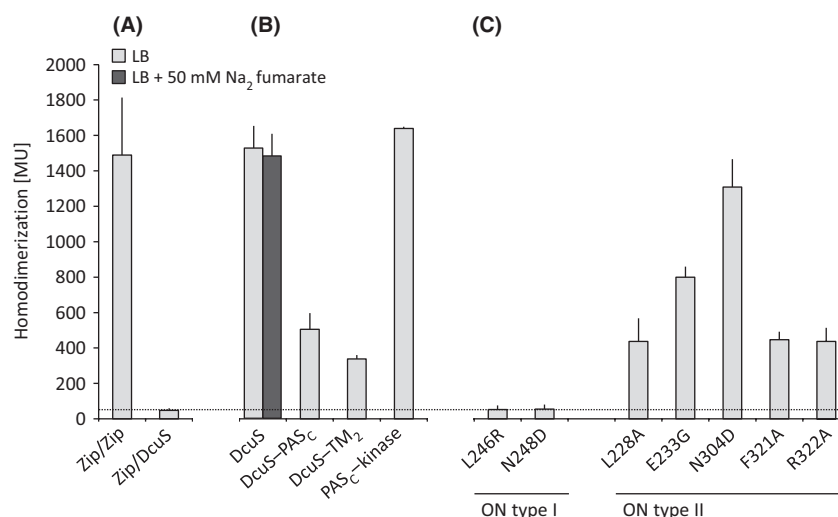 (A) (B) (C)
LB
LB + 50 mM Na2 fumarate
Homodimerization [MU]
2000
1800
1600
1400
1200
1000
800
600
400
200
0
Zip/Zip
Zip/DcuS
DcuS
DcuS–PASC
DcuS–TM2
PASC–kinase
L246R
N248D
L228A
E233G
N304D
F321A
R322A
ON type I
ON type II